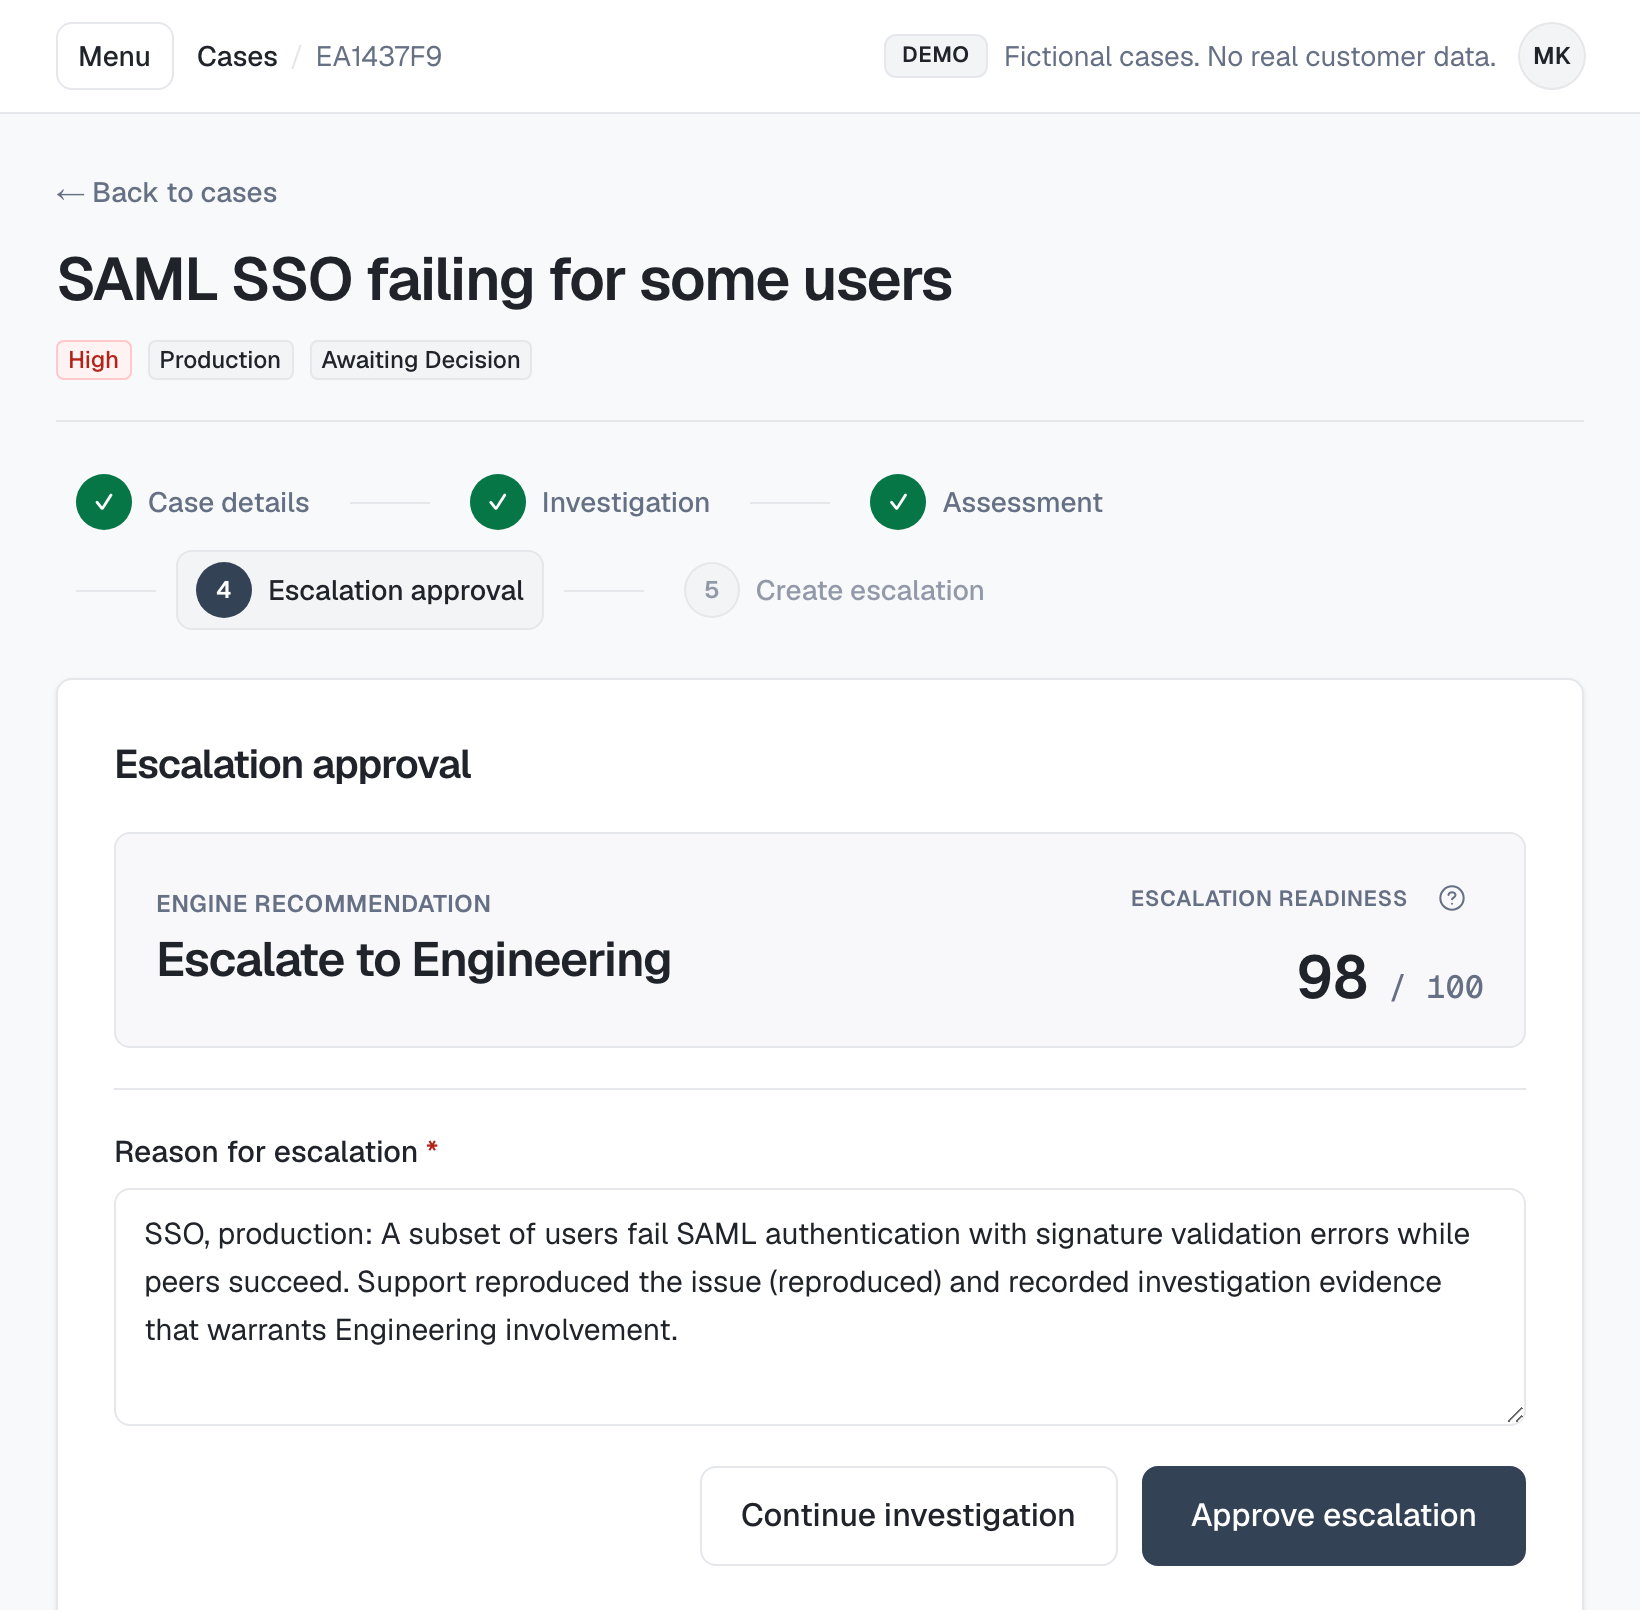 Menu Cases / EA1437F9 DEMO Fictional cases. No real customer data. MK
← Back to cases
SAML SSO failing for some users
High Production Awaiting Decision
Case details Investigation Assessment
4 Escalation approval 5 Create escalation
Escalation approval
ENGINE RECOMMENDATION
Escalate to Engineering
ESCALATION READINESS ?
98 / 100
Reason for escalation *
SSO, production: A subset of users fail SAML authentication with signature validation errors while
peers succeed. Support reproduced the issue (reproduced) and recorded investigation evidence
that warrants Engineering involvement.
Continue investigation Approve escalation